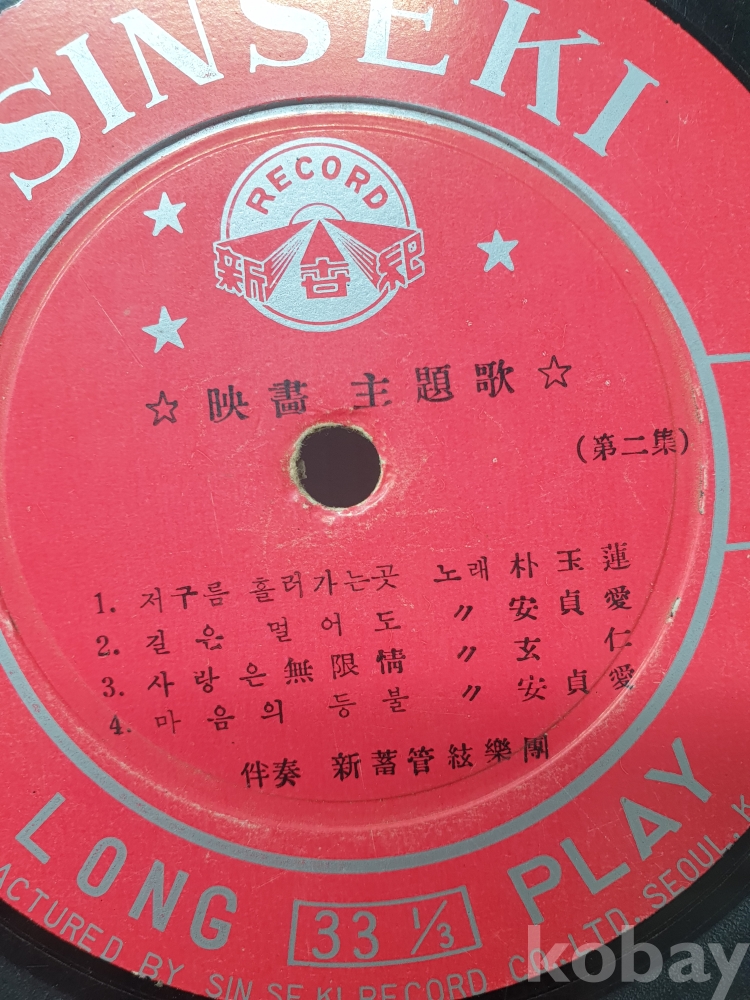 SINSEKI
RECORD
新世紀
☆ 映畵 主題歌 ☆
(第二集)
1. 저구름 흘러가는곳 노래 朴玉蓮
2. 길은 멀어도 〃 安貞愛
3. 사랑은無限情 〃 玄仁
4. 마음의 등불 〃 安貞愛
伴奏 新蓄管絃樂團
LONG 33 ⅓ PLAY
ACTURED BY SIN SE KI RECORD CO. LTD. SEOUL, K
kobay